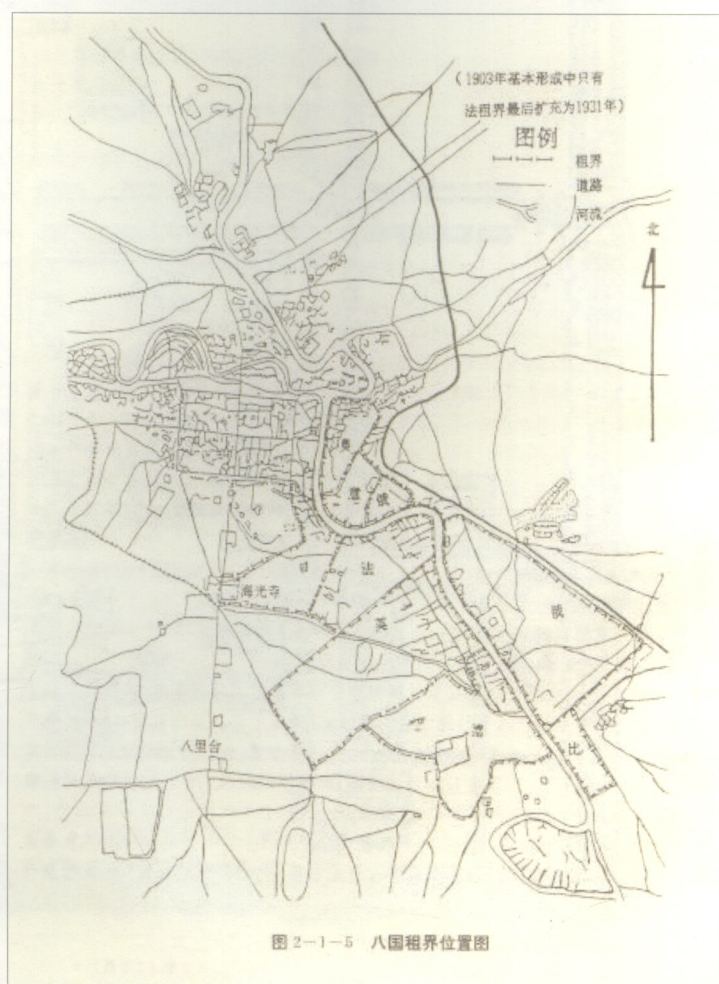 (1903年基本形成中只有
法租界最后扩充为1931年)
图例
租界
道路
河流
北
奥
意
俄
日
法
海光寺
英
俄
德
八里台
比
图2-1-5 八国租界位置图